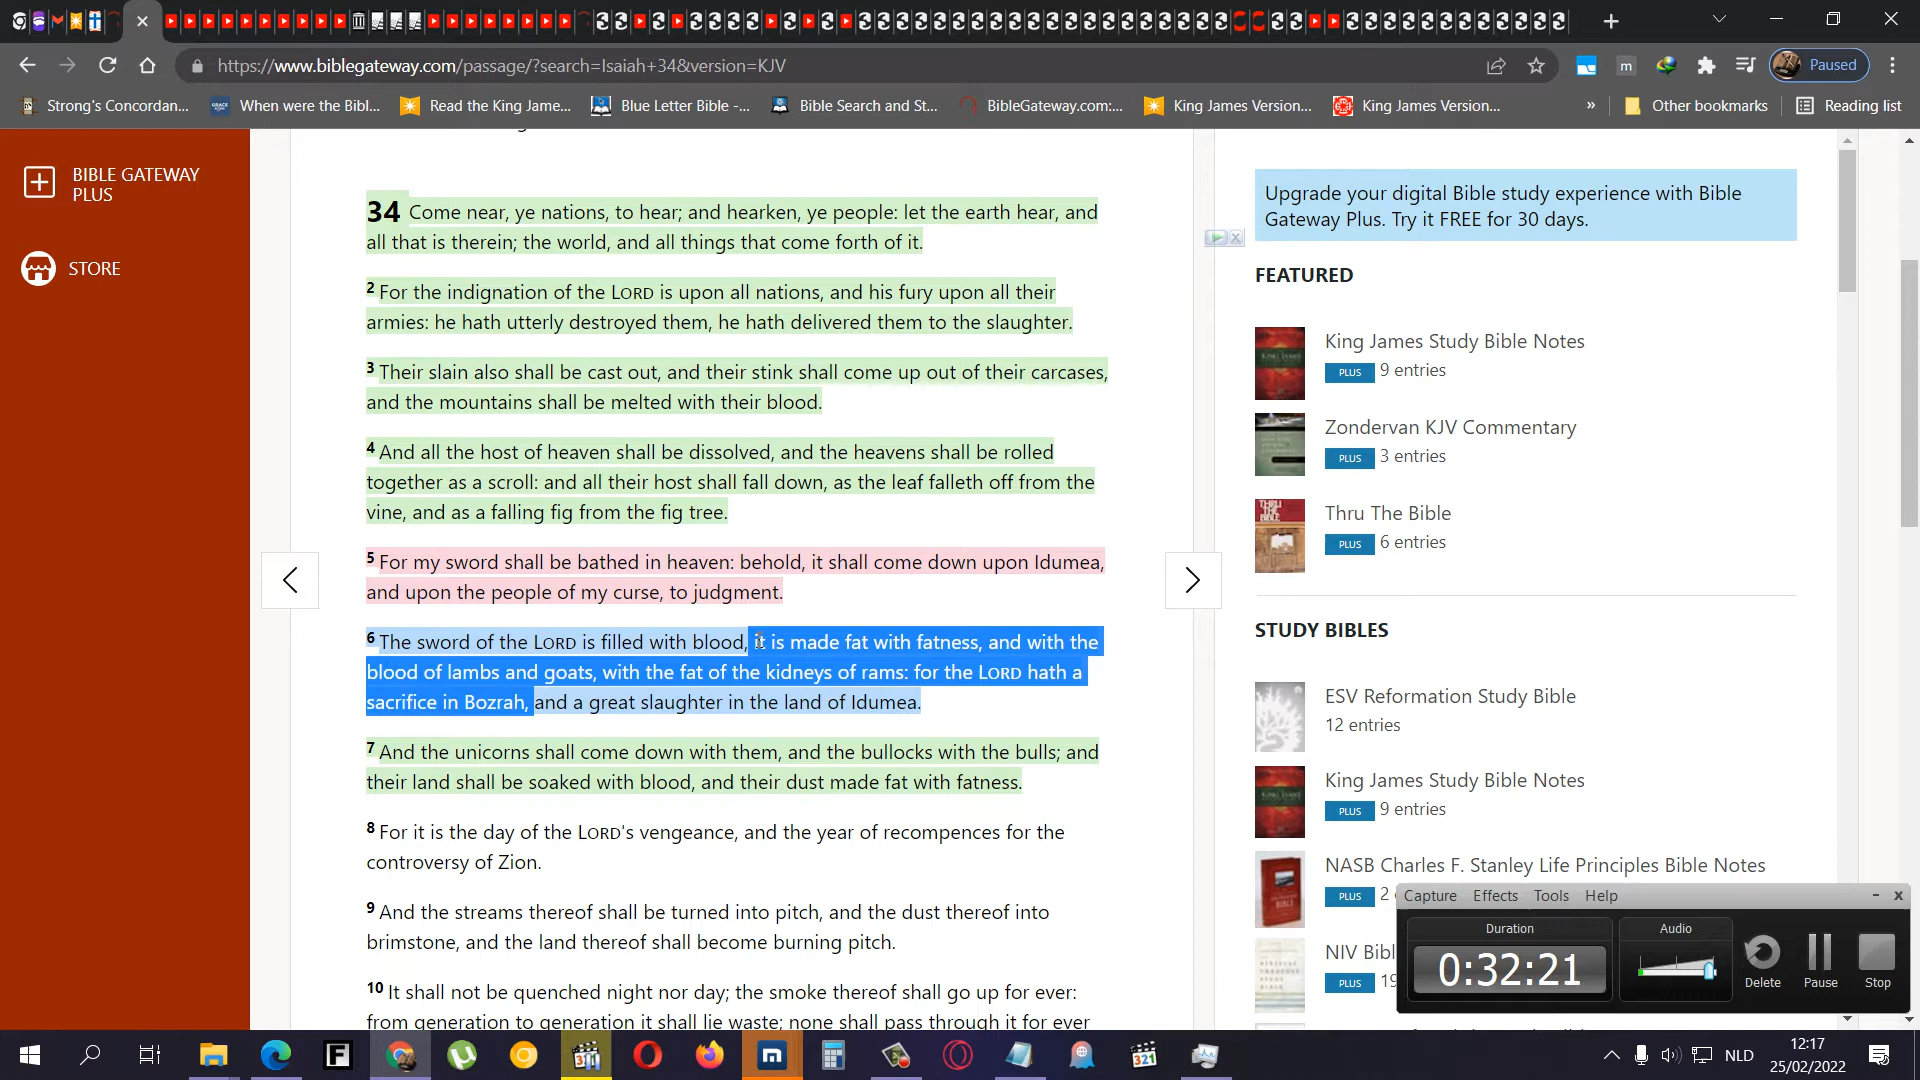 https://www.biblegateway.com/passage/?search=Isaiah+34&version=KJV
Paused
Strong's Concordan...
When were the Bibl...
Read the King Jame...
Blue Letter Bible -...
Bible Search and St...
BibleGateway.com:...
King James Version...
King James Version...
»
Other bookmarks
Reading list
BIBLE GATEWAY
PLUS
STORE
34 Come near, ye nations, to hear; and hearken, ye people: let the earth hear, and
all that is therein; the world, and all things that come forth of it.
2 For the indignation of the LORD is upon all nations, and his fury upon all their
armies: he hath utterly destroyed them, he hath delivered them to the slaughter.
3 Their slain also shall be cast out, and their stink shall come up out of their carcases,
and the mountains shall be melted with their blood.
4 And all the host of heaven shall be dissolved, and the heavens shall be rolled
together as a scroll: and all their host shall fall down, as the leaf falleth off from the
vine, and as a falling fig from the fig tree.
5 For my sword shall be bathed in heaven: behold, it shall come down upon Idumea,
and upon the people of my curse, to judgment.
6 The sword of the LORD is filled with blood, it is made fat with fatness, and with the
blood of lambs and goats, with the fat of the kidneys of rams: for the LORD hath a
sacrifice in Bozrah, and a great slaughter in the land of Idumea.
7 And the unicorns shall come down with them, and the bullocks with the bulls; and
their land shall be soaked with blood, and their dust made fat with fatness.
8 For it is the day of the LORD's vengeance, and the year of recompences for the
controversy of Zion.
9 And the streams thereof shall be turned into pitch, and the dust thereof into
brimstone, and the land thereof shall become burning pitch.
10 It shall not be quenched night nor day; the smoke thereof shall go up for ever:
from generation to generation it shall lie waste; none shall pass through it for ever
Upgrade your digital Bible study experience with Bible
Gateway Plus. Try it FREE for 30 days.
FEATURED
King James Study Bible Notes
PLUS 9 entries
Zondervan KJV Commentary
PLUS 3 entries
Thru The Bible
PLUS 6 entries
STUDY BIBLES
ESV Reformation Study Bible
12 entries
King James Study Bible Notes
PLUS 9 entries
NASB Charles F. Stanley Life Principles Bible Notes
PLUS 2
NIV Bibl
PLUS 19
Capture Effects Tools Help
Duration
0:32:21
Audio
Delete
Pause
Stop
NLD
12:17
25/02/2022